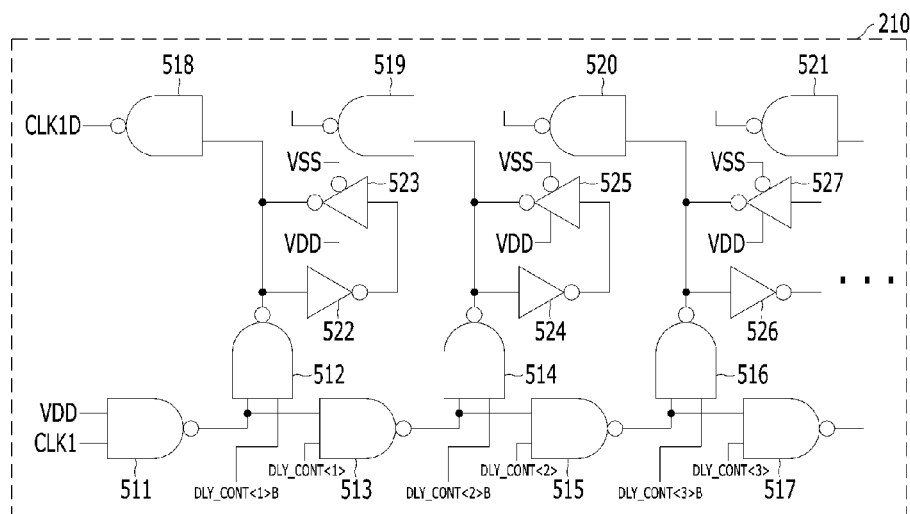 210
518
519
520
521
CLK1D
VSS
523
VSS
525
VSS
527
VDD
VDD
VDD
522
524
526
. . .
512
514
516
VDD
CLK1
DLY_CONT<1>
DLY_CONT<2>
DLY_CONT<3>
511
DLY_CONT<1>B
513
DLY_CONT<2>B
515
DLY_CONT<3>B
517